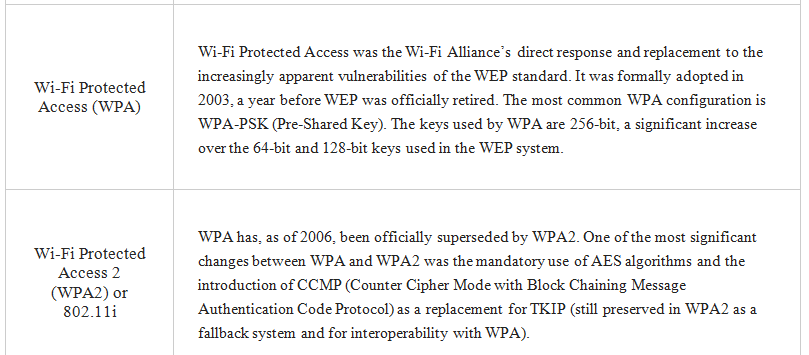 Wi-Fi Protected
Access (WPA)
Wi-Fi Protected Access was the Wi-Fi Alliance’s direct response and replacement to the
increasingly apparent vulnerabilities of the WEP standard. It was formally adopted in
2003, a year before WEP was officially retired. The most common WPA configuration is
WPA-PSK (Pre-Shared Key). The keys used by WPA are 256-bit, a significant increase
over the 64-bit and 128-bit keys used in the WEP system.
Wi-Fi Protected
Access 2
(WPA2) or
802.11i
WPA has, as of 2006, been officially superseded by WPA2. One of the most significant
changes between WPA and WPA2 was the mandatory use of AES algorithms and the
introduction of CCMP (Counter Cipher Mode with Block Chaining Message
Authentication Code Protocol) as a replacement for TKIP (still preserved in WPA2 as a
fallback system and for interoperability with WPA).